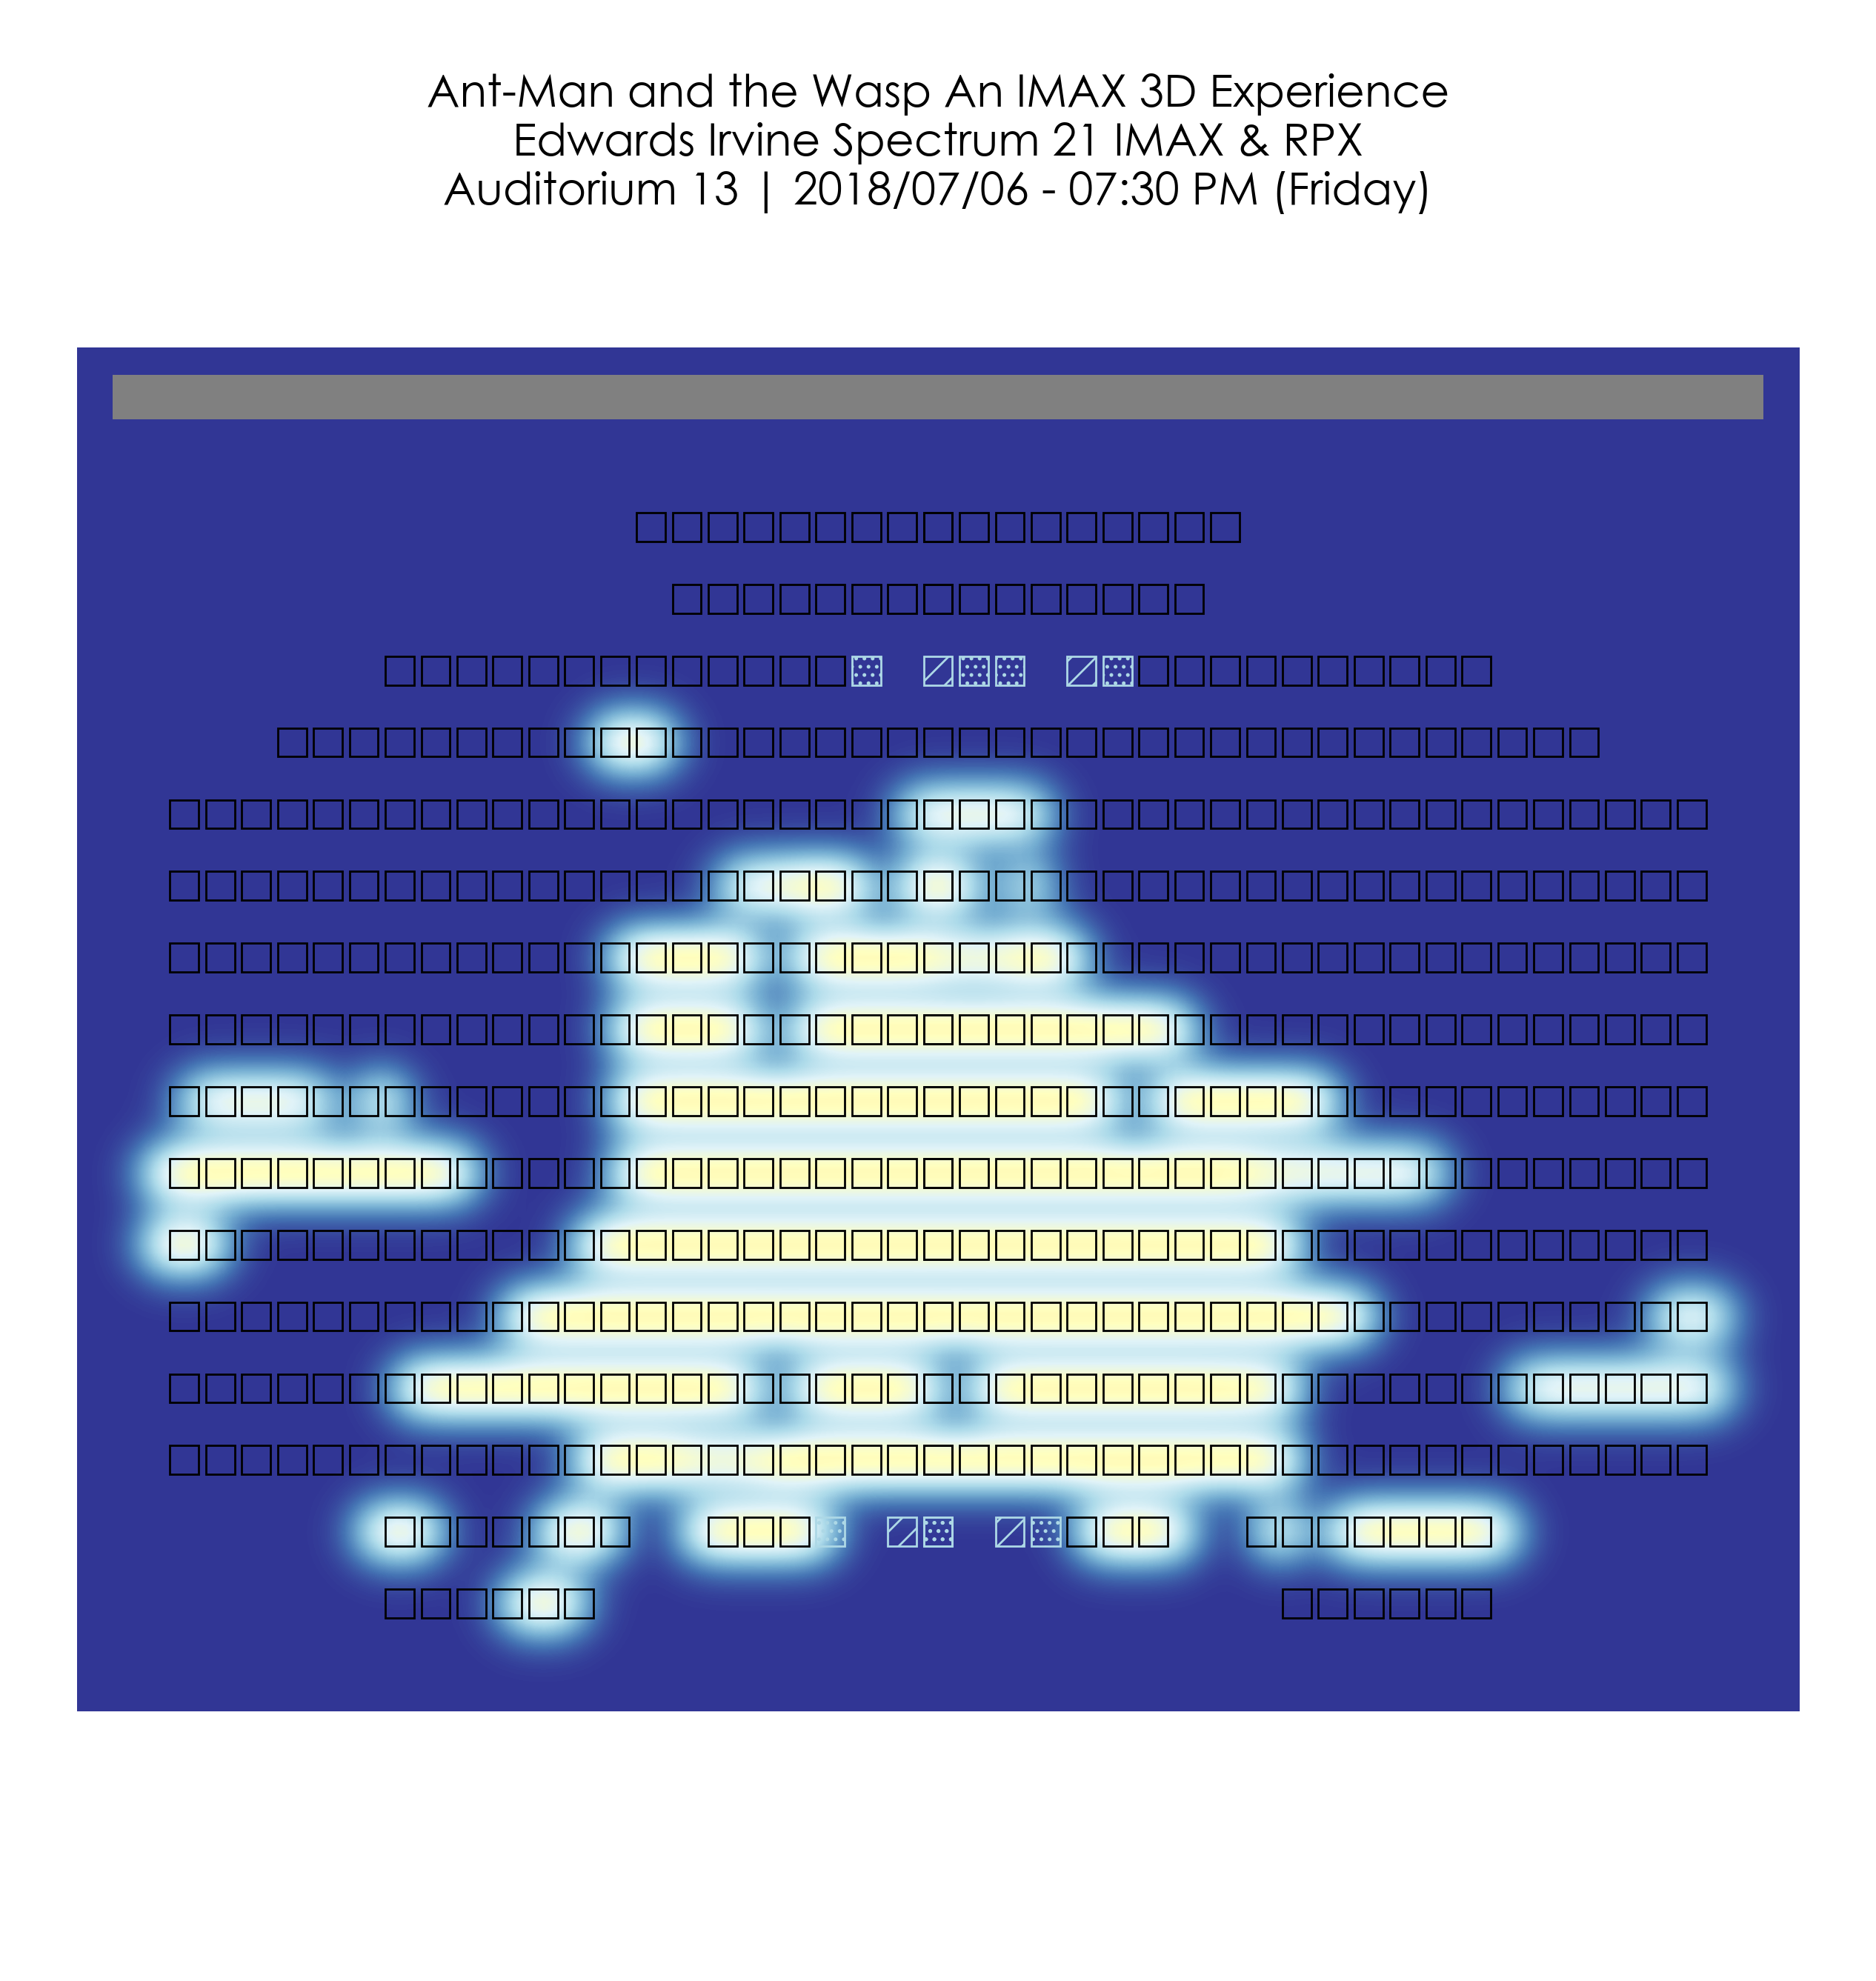 Ant-Man and the Wasp An IMAX 3D Experience
Edwards Irvine Spectrum 21 IMAX & RPX
Auditorium 13 | 2018/07/06 - 07:30 PM (Friday)